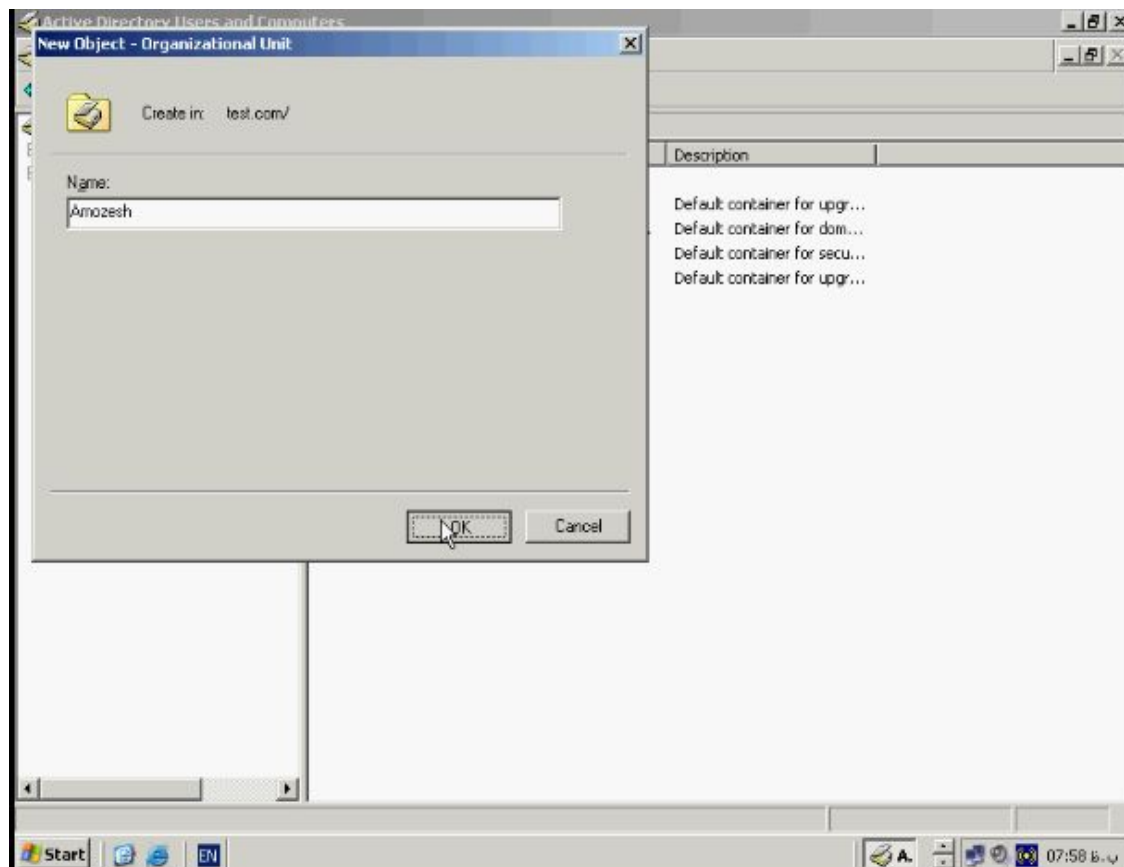 Active Directory Users and Computers
New Object - Organizational Unit
Create in: test.com/
Name:
Amozesh
OK
Cancel
Description
Default container for upgr...
Default container for dom...
Default container for secu...
Default container for upgr...
Start
EN
A.
07:58 ب.ظ